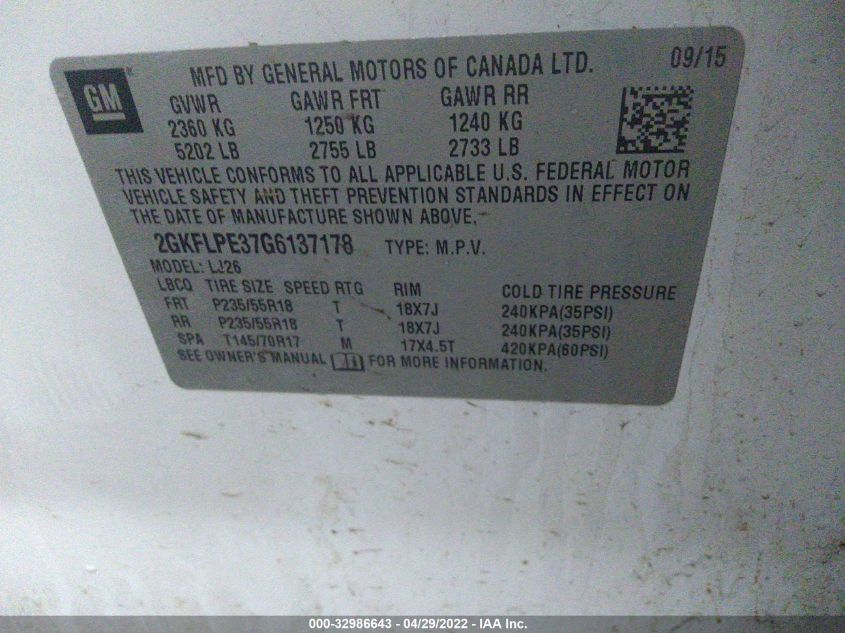 GM
MFD BY GENERAL MOTORS OF CANADA LTD. 09/15
GVWR GAWR FRT GAWR RR
2360 KG 1250 KG 1240 KG
5202 LB 2755 LB 2733 LB
THIS VEHICLE CONFORMS TO ALL APPLICABLE U.S. FEDERAL MOTOR
VEHICLE SAFETY AND THEFT PREVENTION STANDARDS IN EFFECT ON
THE DATE OF MANUFACTURE SHOWN ABOVE.
2GKFLPE37G6137178 TYPE: M.P.V.
MODEL: LJ26
LBCQ TIRE SIZE SPEED RTG RIM COLD TIRE PRESSURE
FRT P235/55R18 T 18X7J 240KPA(35PSI)
RR P235/55R18 T 18X7J 240KPA(35PSI)
SPA T145/70R17 M 17X4.5T 420KPA(60PSI)
SEE OWNER'S MANUAL FOR MORE INFORMATION.
000-32986643 - 04/29/2022 - IAA Inc.